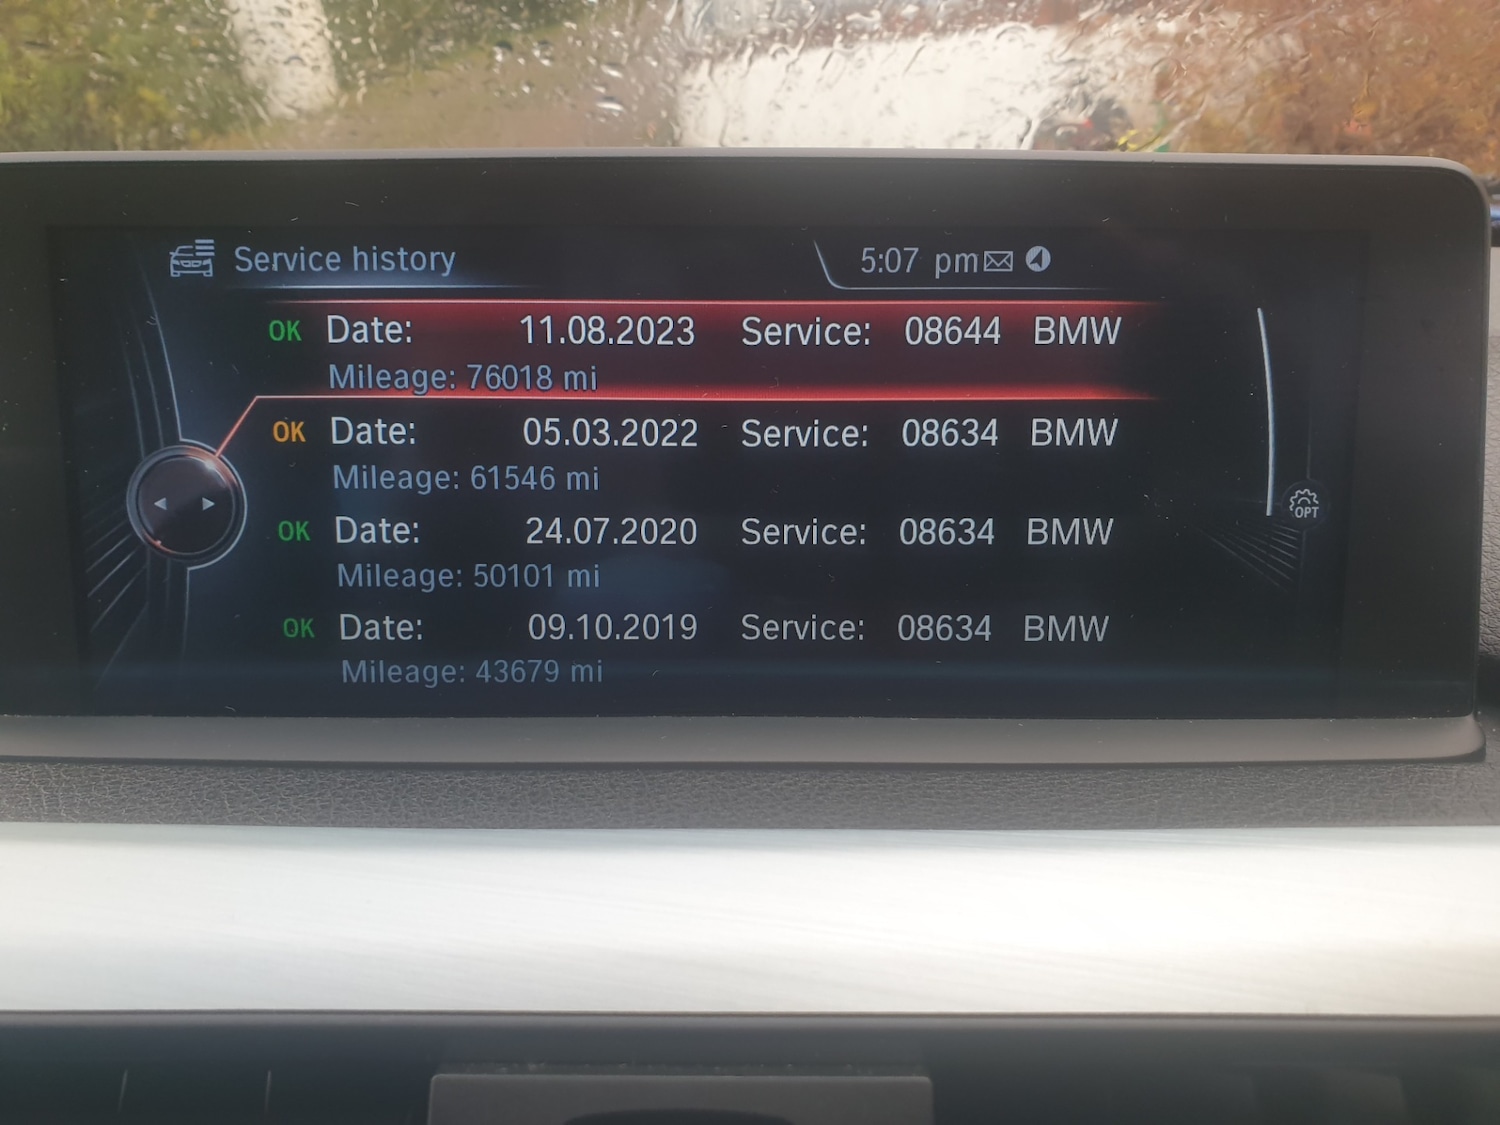 Service history 5:07 pm
OK Date: 11.08.2023 Service: 08644 BMW
Mileage: 76018 mi
OK Date: 05.03.2022 Service: 08634 BMW
Mileage: 61546 mi
OK Date: 24.07.2020 Service: 08634 BMW
Mileage: 50101 mi
OK Date: 09.10.2019 Service: 08634 BMW
Mileage: 43679 mi
OPT